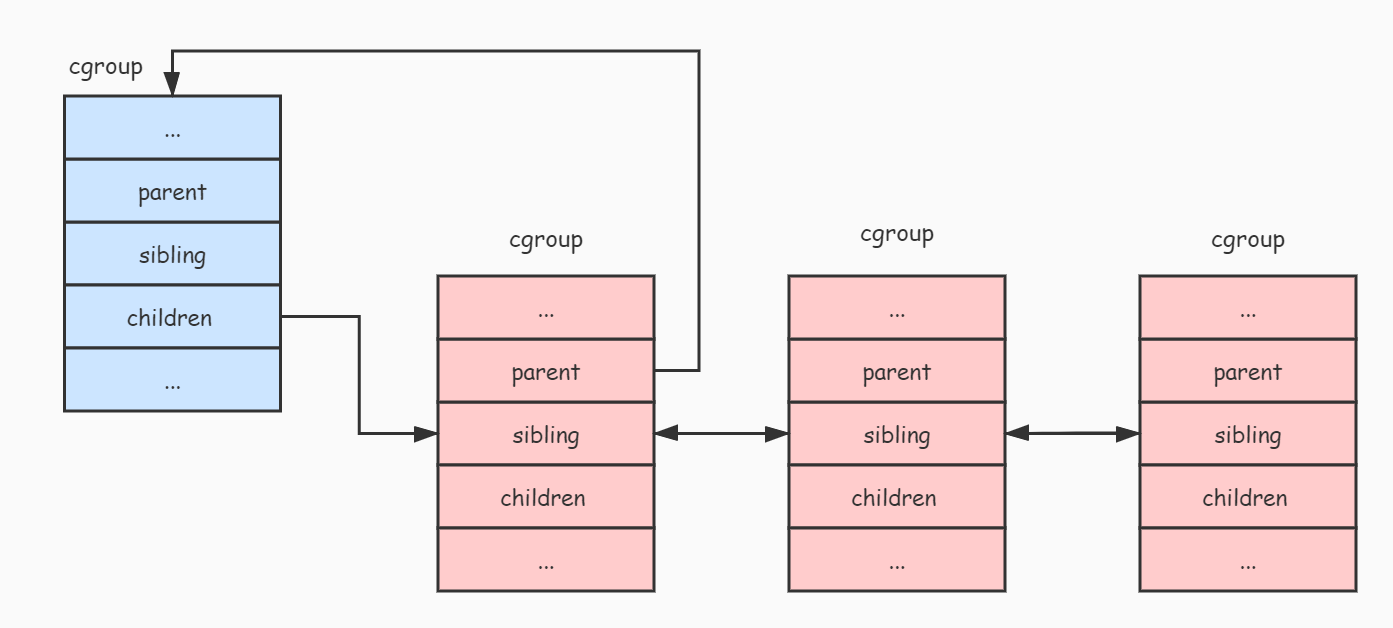 cgroup
...
parent
sibling
children
...
cgroup
...
parent
sibling
children
...
cgroup
...
parent
sibling
children
...
cgroup
...
parent
sibling
children
...